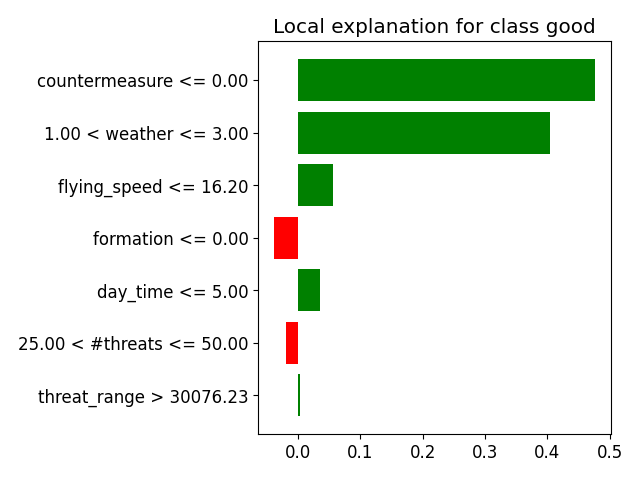 Local explanation for class good
countermeasure <= 0.00
1.00 < weather <= 3.00
flying_speed <= 16.20
formation <= 0.00
day_time <= 5.00
25.00 < #threats <= 50.00
threat_range > 30076.23
0.0 0.1 0.2 0.3 0.4 0.5